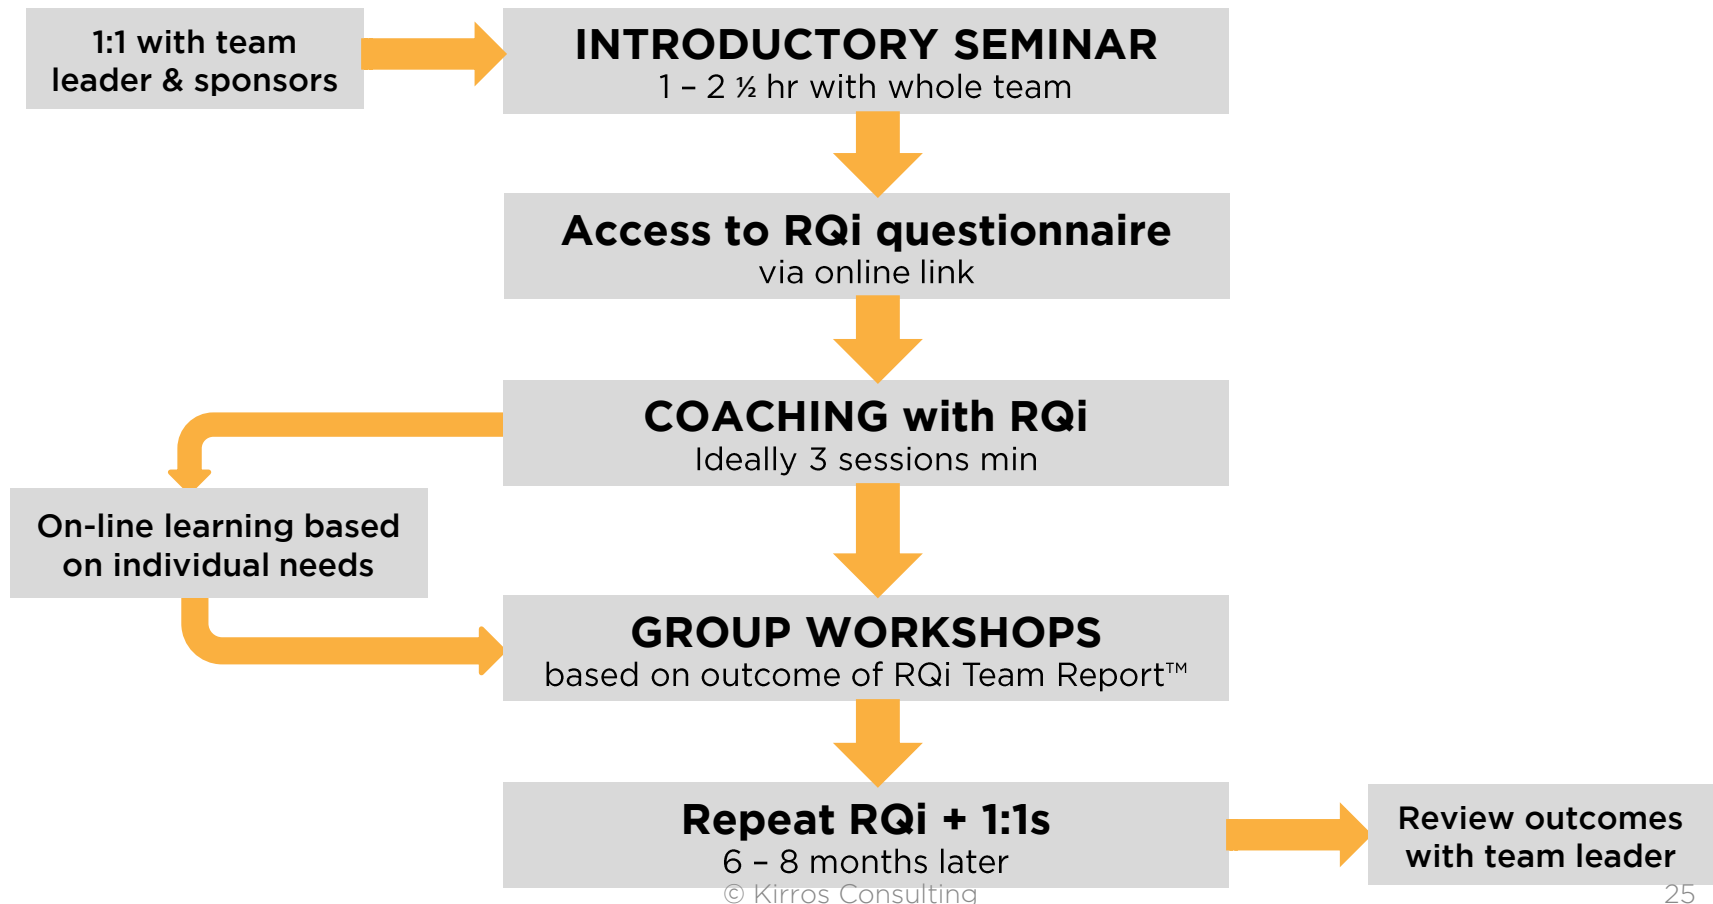 1:1 with team
leader & sponsors
INTRODUCTORY SEMINAR
1 – 2 ½ hr with whole team
Access to RQi questionnaire
via online link
COACHING with RQi
Ideally 3 sessions min
On-line learning based
on individual needs
GROUP WORKSHOPS
based on outcome of RQi Team Report™
Repeat RQi + 1:1s
6 – 8 months later
Review outcomes
with team leader
© Kirros Consulting
25